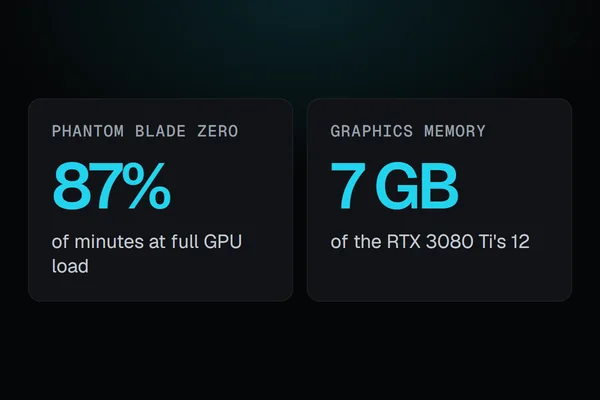 PHANTOM BLADE ZERO
87%
of minutes at full GPU
load
GRAPHICS MEMORY
7 GB
of the RTX 3080 Ti's 12